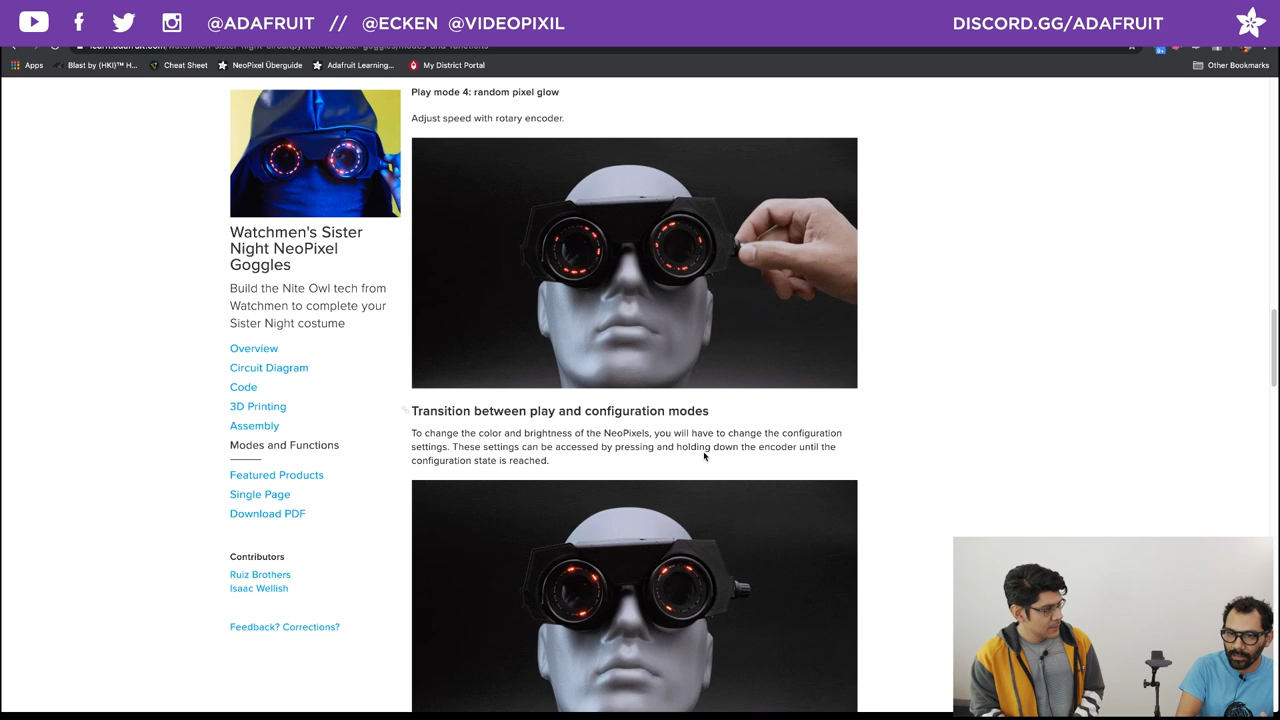 @ADAFRUIT // @ECKEN @VIDEOPIXIL
DISCORD.GG/ADAFRUIT
Apps
Blast by (HKI)™ H...
Cheat Sheet
NeoPixel Überguide
Adafruit Learning...
My District Portal
Other Bookmarks
Watchmen's Sister
Night NeoPixel
Goggles
Build the Nite Owl tech from
Watchmen to complete your
Sister Night costume
Overview
Circuit Diagram
Code
3D Printing
Assembly
Modes and Functions
Featured Products
Single Page
Download PDF
Contributors
Ruiz Brothers
Isaac Wellish
Feedback? Corrections?
Play mode 4: random pixel glow
Adjust speed with rotary encoder.
Transition between play and configuration modes
To change the color and brightness of the NeoPixels, you will have to change the configuration
settings. These settings can be accessed by pressing and holding down the encoder until the
configuration state is reached.